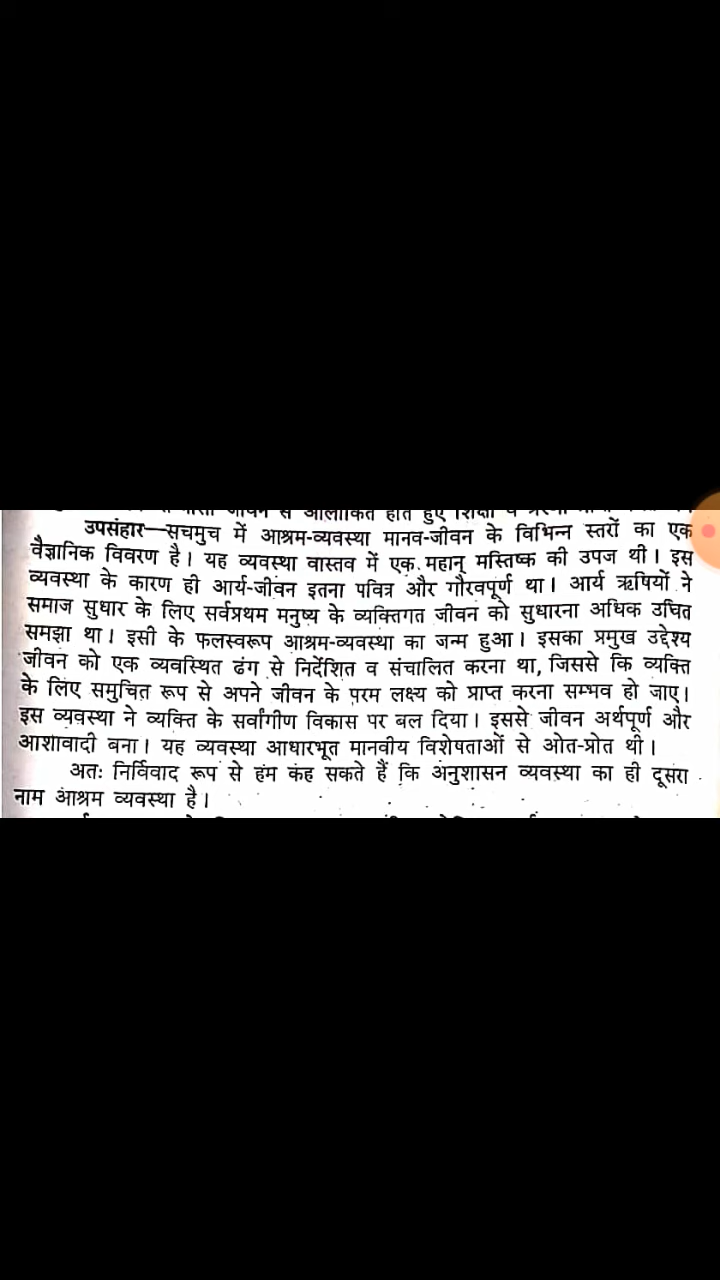 जीवन से आलोकित होते हुए शिक्षा व
उपसंहार—सचमुच में आश्रम-व्यवस्था मानव-जीवन के विभिन्न स्तरों का एक
वैज्ञानिक विवरण है। यह व्यवस्था वास्तव में एक महान् मस्तिष्क की उपज थी। इस
व्यवस्था के कारण ही आर्य-जीवन इतना पवित्र और गौरवपूर्ण था। आर्य ऋषियों ने
समाज सुधार के लिए सर्वप्रथम मनुष्य के व्यक्तिगत जीवन को सुधारना अधिक उचित
समझा था। इसी के फलस्वरूप आश्रम-व्यवस्था का जन्म हुआ। इसका प्रमुख उद्देश्य
जीवन को एक व्यवस्थित ढंग से निर्देशित व संचालित करना था, जिससे कि व्यक्ति
के लिए समुचित रूप से अपने जीवन के परम लक्ष्य को प्राप्त करना सम्भव हो जाए।
इस व्यवस्था ने व्यक्ति के सर्वांगीण विकास पर बल दिया। इससे जीवन अर्थपूर्ण और
आशावादी बना। यह व्यवस्था आधारभूत मानवीय विशेषताओं से ओत-प्रोत थी।
अतः निर्विवाद रूप से हम कह सकते हैं कि अनुशासन व्यवस्था का ही दूसरा
नाम आश्रम व्यवस्था है।